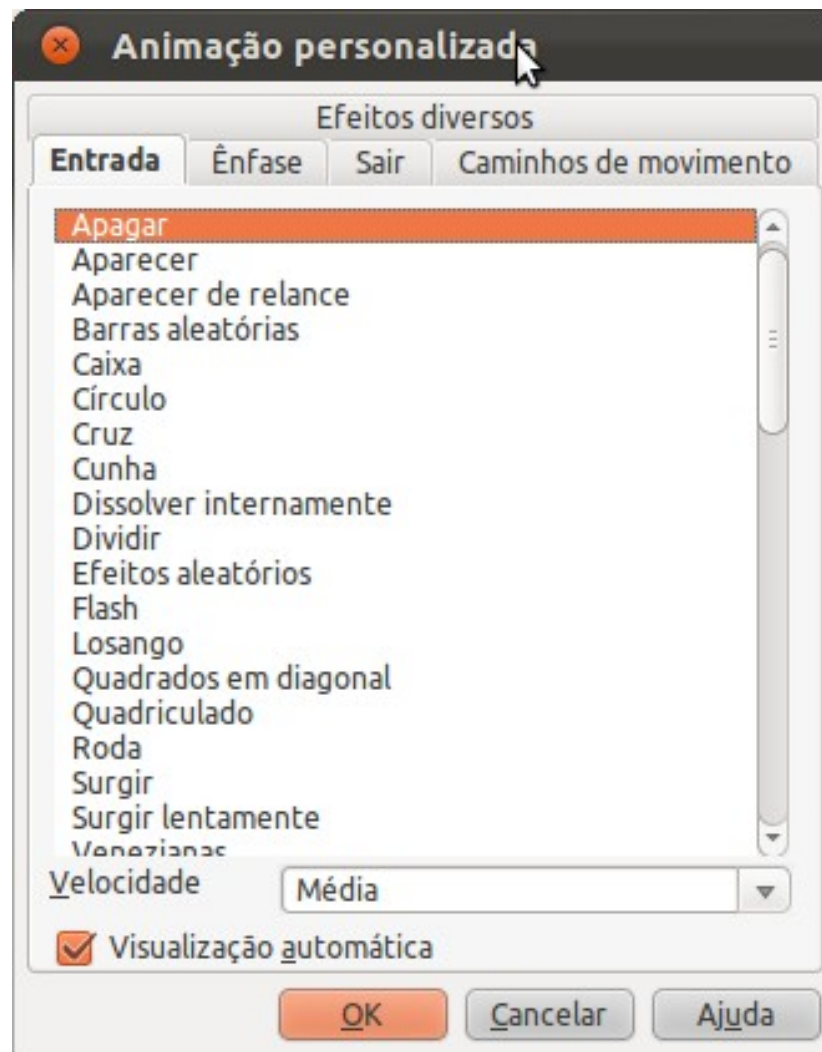 Animação personalizada
Efeitos diversos
Entrada Ênfase Sair Caminhos de movimento
Apagar
Aparecer
Aparecer de relance
Barras aleatórias
Caixa
Círculo
Cruz
Cunha
Dissolver internamente
Dividir
Efeitos aleatórios
Flash
Losango
Quadrados em diagonal
Quadriculado
Roda
Surgir
Surgir lentamente
Venezianas
Velocidade Média
Visualização automática
OK Cancelar Ajuda